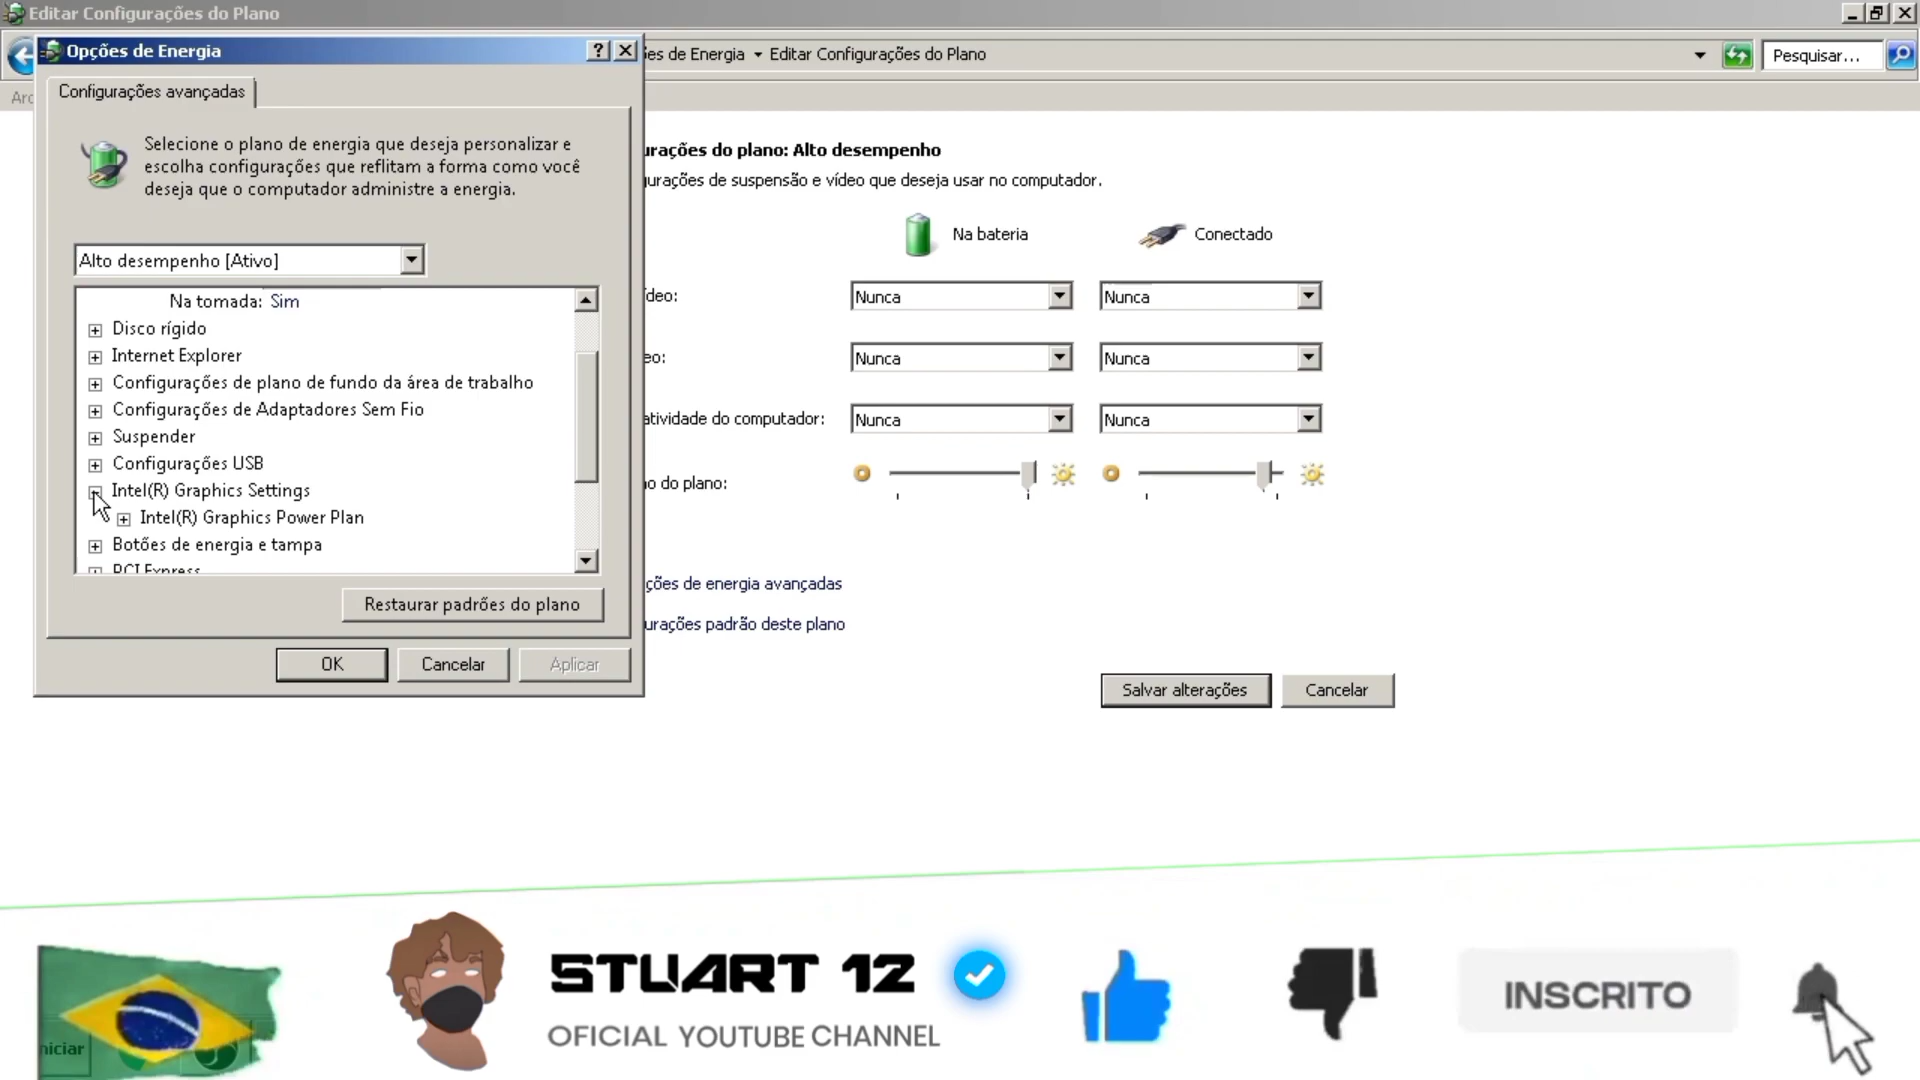 Editar Configurações do Plano
Opções de Energia
Energia
Editar Configurações do Plano
Pesquisar...
Configurações avançadas
Selecione o plano de energia que deseja personalizar e
escolha configurações que reflitam a forma como você
deseja que o computador administre a energia.
Alto desempenho [Ativo]
Na tomada: Sim
Disco rígido
Internet Explorer
Configurações de plano de fundo da área de trabalho
Configurações de Adaptadores Sem Fio
Suspender
Configurações USB
Intel(R) Graphics Settings
Intel(R) Graphics Power Plan
Botões de energia e tampa
PCI Express
Restaurar padrões do plano
OK
Cancelar
Aplicar
urações do plano: Alto desempenho
urações de suspensão e vídeo que deseja usar no computador.
Na bateria
Conectado
ídeo:
Nunca
Nunca
eo:
Nunca
Nunca
atividade do computador:
Nunca
Nunca
o do plano:
ções de energia avançadas
urações padrão deste plano
Salvar alterações
Cancelar
STUART 12
OFICIAL YOUTUBE CHANNEL
INSCRITO
niciar